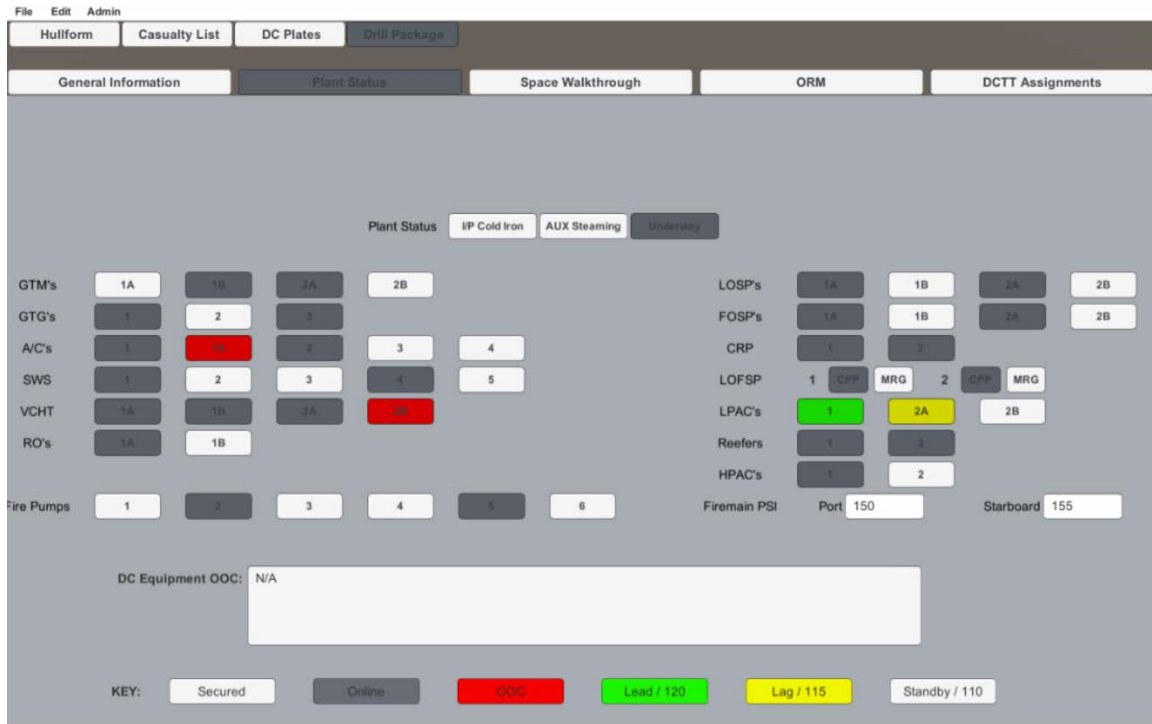 File Edit Admin
Hullform Casualty List DC Plates Drill Package
General Information Plant Status Space Walkthrough ORM DCTT Assignments
Plant Status I/P Cold Iron AUX Steaming Underway
GTM's 1A 1B 2A 2B LOSP's 1A 1B 2A 2B
GTG's 1 2 3 FOSP's 1A 1B 2A 2B
A/C's 1 1B 2 3 4 CRP 1 2
SWS 1 2 3 4 5 LOFSP 1 CPP MRG 2 CPP MRG
VCHT 1A 1B 2A 2B LPAC's 1 2A 2B
RO's 1A 1B Reefers 1 2
HPAC's 1 2
Fire Pumps 1 2 3 4 5 6 Firemain PSI Port 150 Starboard 155
DC Equipment OOC: N/A
KEY: Secured Online OOC Lead / 120 Lag / 115 Standby / 110